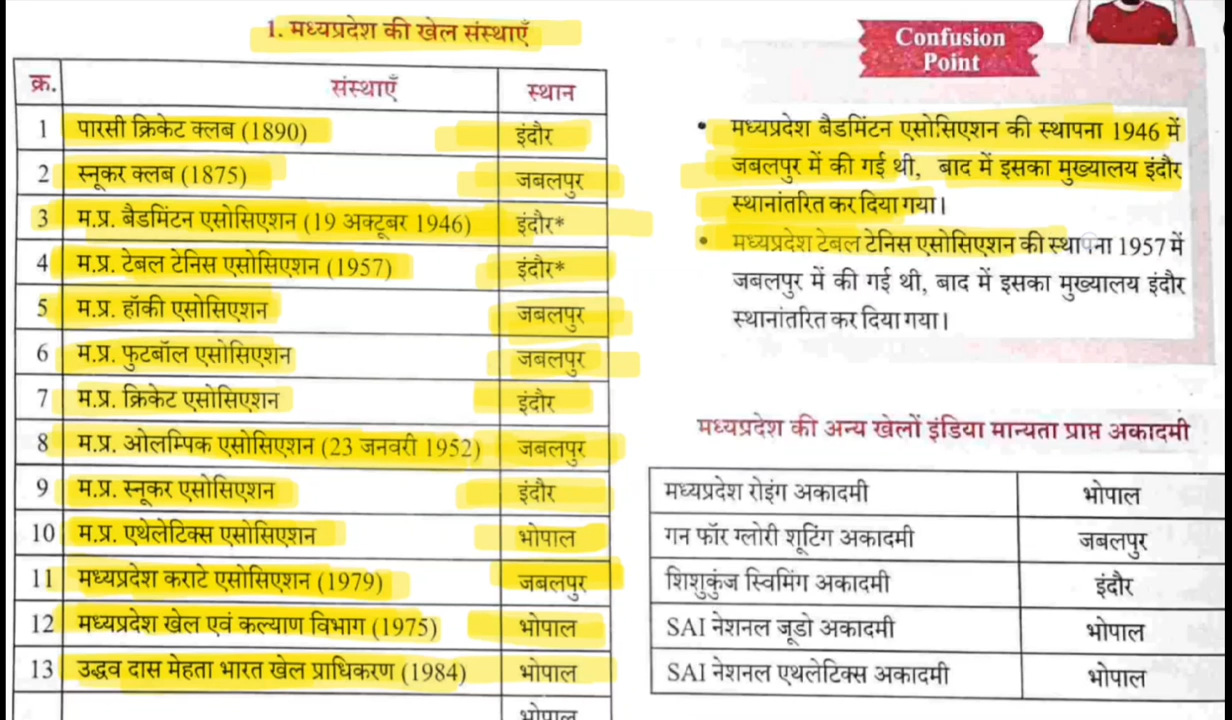 1. मध्यप्रदेश की खेल संस्थाएँ
क्र. संस्थाएँ स्थान
1 पारसी क्रिकेट क्लब (1890) इंदौर
2 स्नूकर क्लब (1875) जबलपुर
3 म.प्र. बैडमिंटन एसोसिएशन (19 अक्टूबर 1946) इंदौर*
4 म.प्र. टेबल टेनिस एसोसिएशन (1957) इंदौर*
5 म.प्र. हॉकी एसोसिएशन जबलपुर
6 म.प्र. फुटबॉल एसोसिएशन जबलपुर
7 म.प्र. क्रिकेट एसोसिएशन इंदौर
8 म.प्र. ओलम्पिक एसोसिएशन (23 जनवरी 1952) जबलपुर
9 म.प्र. स्नूकर एसोसिएशन इंदौर
10 म.प्र. एथेलेटिक्स एसोसिएशन भोपाल
11 मध्यप्रदेश कराटे एसोसिएशन (1979) जबलपुर
12 मध्यप्रदेश खेल एवं कल्याण विभाग (1975) भोपाल
13 उद्धव दास मेहता भारत खेल प्राधिकरण (1984) भोपाल
भोपाल
Confusion
Point
• मध्यप्रदेश बैडमिंटन एसोसिएशन की स्थापना 1946 में
जबलपुर में की गई थी, बाद में इसका मुख्यालय इंदौर
स्थानांतरित कर दिया गया।
• मध्यप्रदेश टेबल टेनिस एसोसिएशन की स्थापना 1957 में
जबलपुर में की गई थी, बाद में इसका मुख्यालय इंदौर
स्थानांतरित कर दिया गया।
मध्यप्रदेश की अन्य खेलों इंडिया मान्यता प्राप्त अकादमी
मध्यप्रदेश रोइंग अकादमी भोपाल
गन फॉर ग्लोरी शूटिंग अकादमी जबलपुर
शिशुकुंज स्विमिंग अकादमी इंदौर
SAI नेशनल जूडो अकादमी भोपाल
SAI नेशनल एथलेटिक्स अकादमी भोपाल